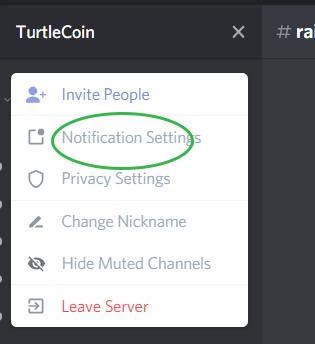 TurtleCoin
# rai
Invite People
Notification Settings
Privacy Settings
Change Nickname
Hide Muted Channels
Leave Server